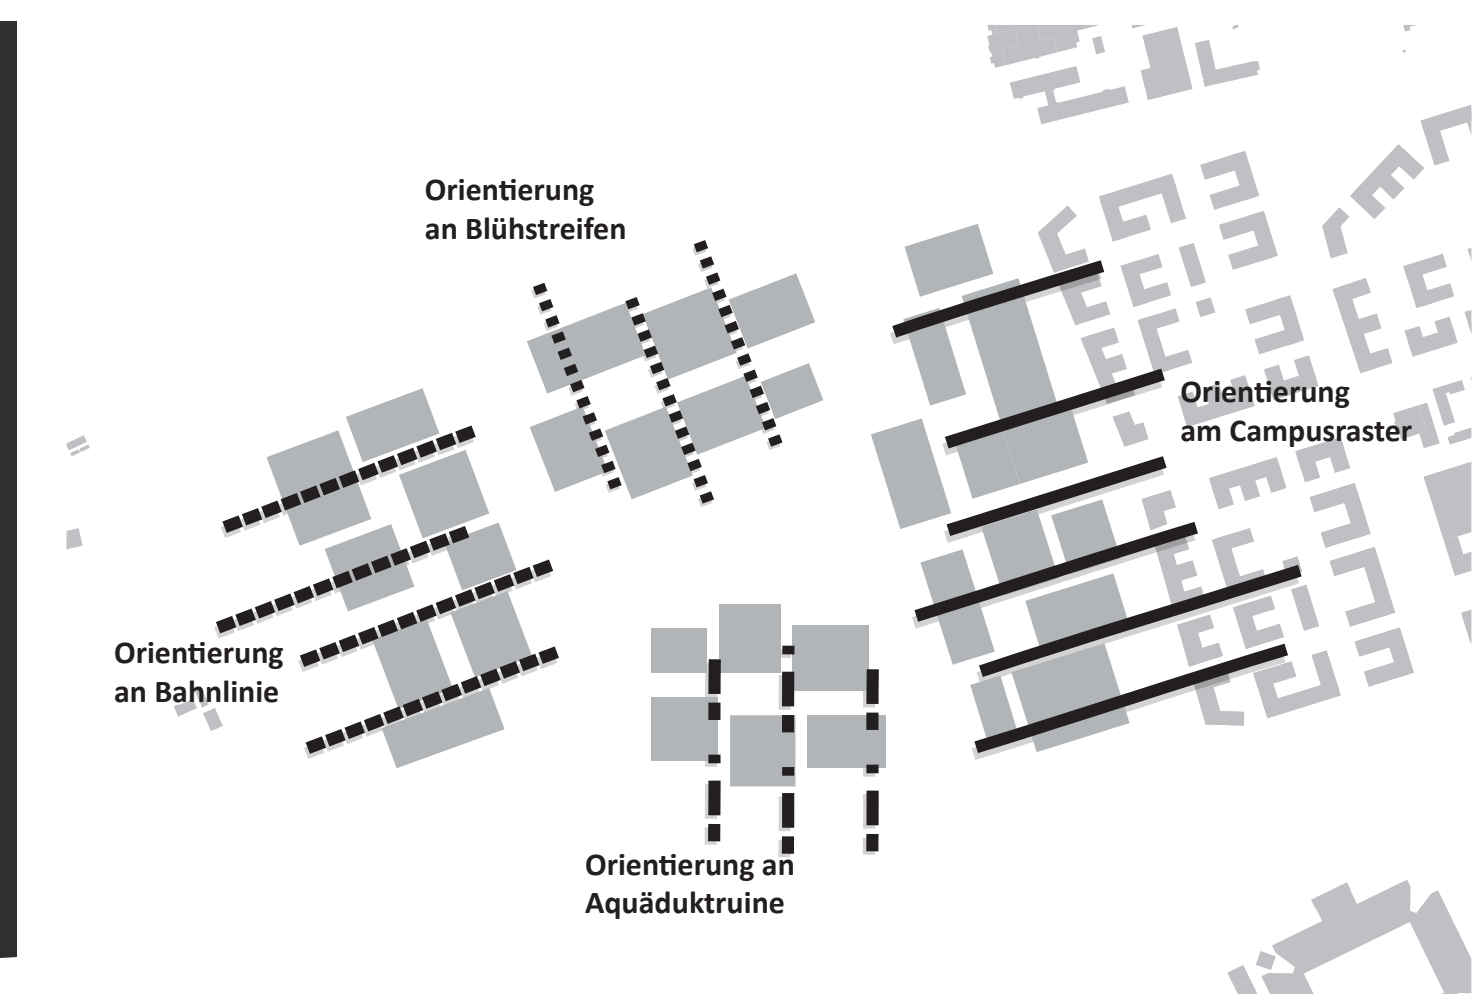 Orientierung
an Blühstreifen
Orientierung
am Campusraster
Orientierung
an Bahnlinie
Orientierung an
Aquäduktruine